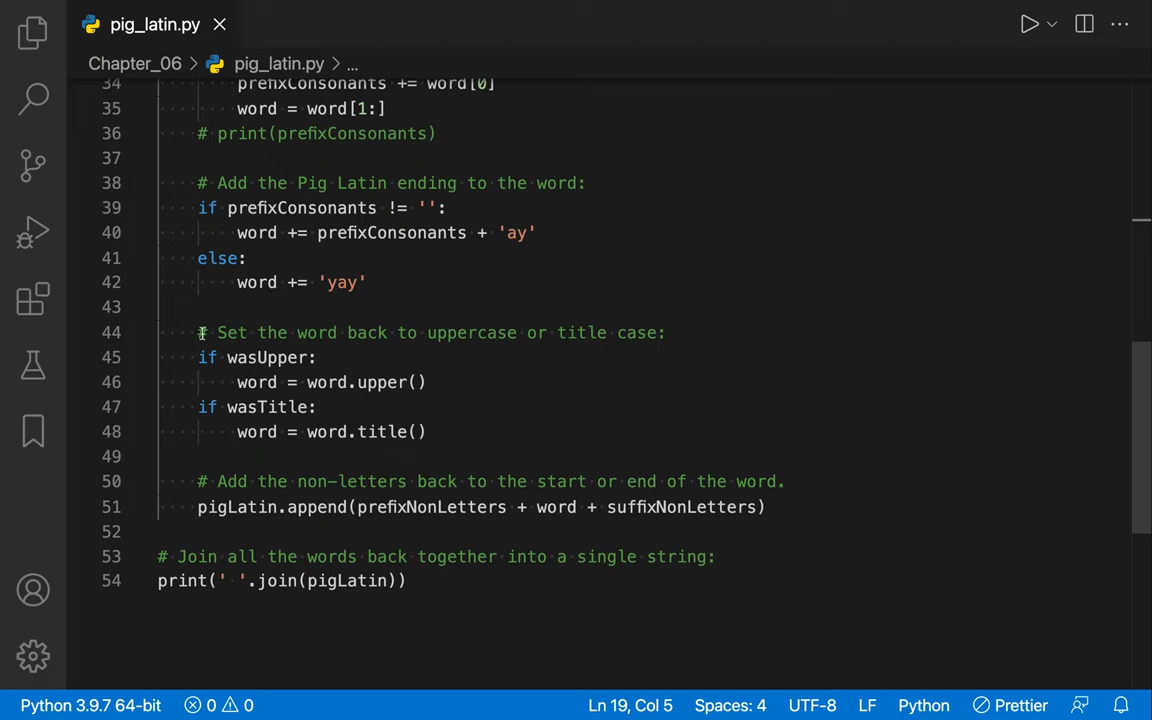 pig_latin.py
Chapter_06 > pig_latin.py > ...
34 prefixConsonants += word[0]
35 word = word[1:]
36 # print(prefixConsonants)
37
38 # Add the Pig Latin ending to the word:
39 if prefixConsonants != '':
40 word += prefixConsonants + 'ay'
41 else:
42 word += 'yay'
43
44 # Set the word back to uppercase or title case:
45 if wasUpper:
46 word = word.upper()
47 if wasTitle:
48 word = word.title()
49
50 # Add the non-letters back to the start or end of the word.
51 pigLatin.append(prefixNonLetters + word + suffixNonLetters)
52
53 # Join all the words back together into a single string:
54 print(' '.join(pigLatin))
Python 3.9.7 64-bit 0 0 Ln 19, Col 5 Spaces: 4 UTF-8 LF Python Prettier